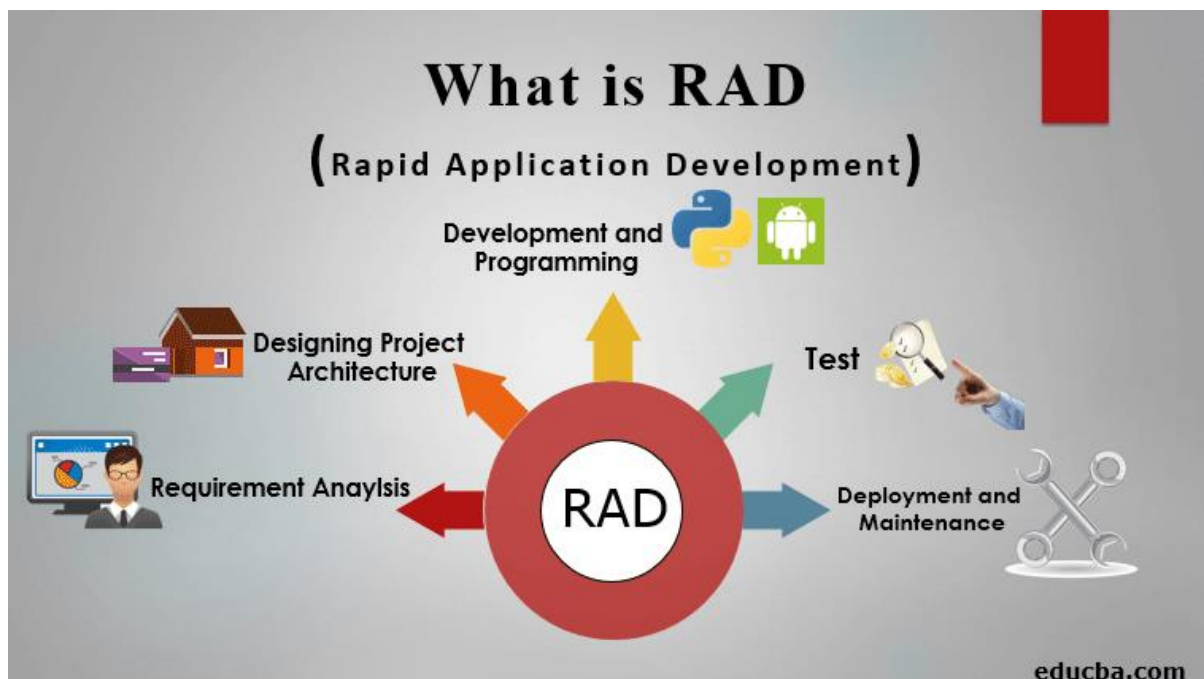 What is RAD
(Rapid Application Development)
Development and
Programming
Designing Project
Architecture
Test
Requirement Anaylsis
RAD
Deployment and
Maintenance
educba.com